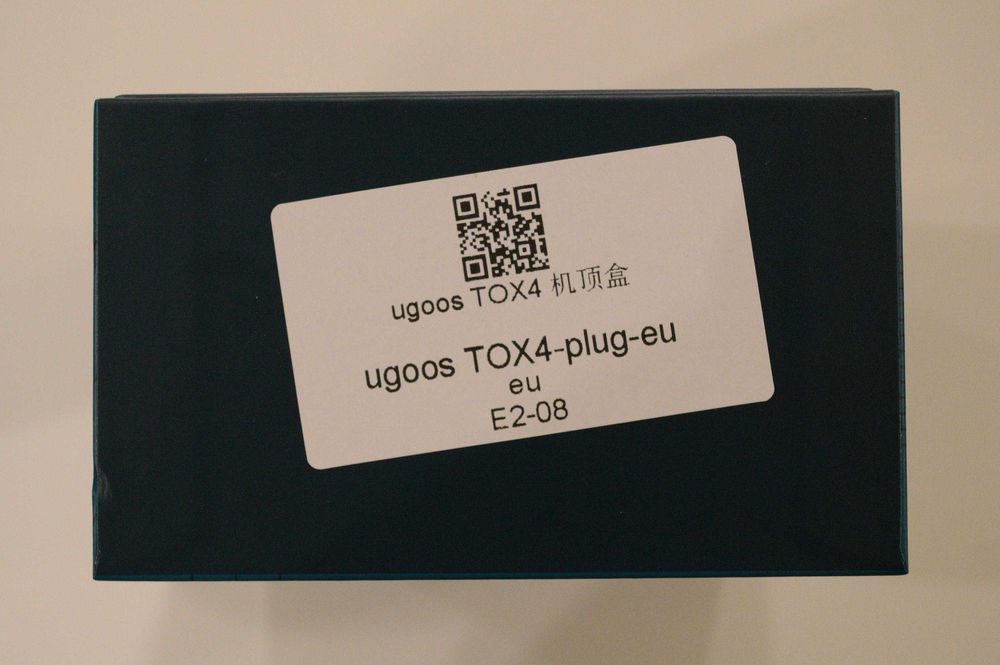 ugoos TOX4 机顶盒
ugoos TOX4-plug-eu
eu
E2-08